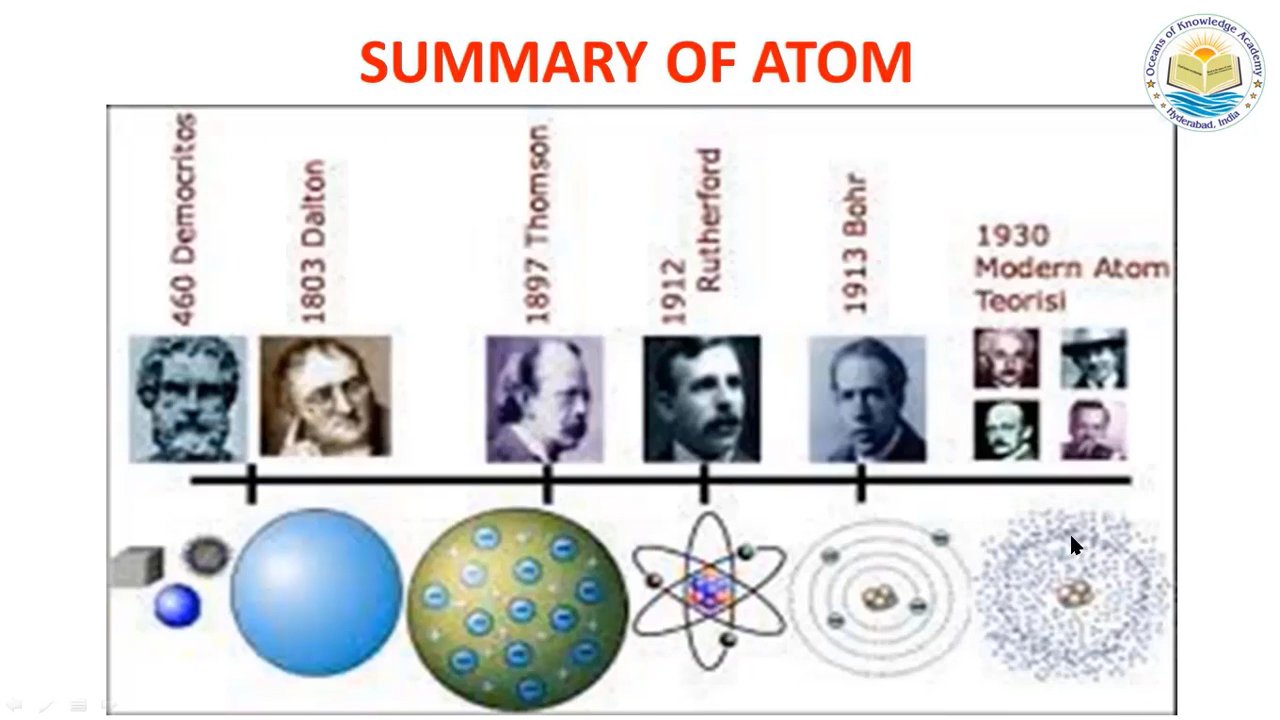 SUMMARY OF ATOM
Oceans of Knowledge Academy
Hyderabad, India
460 Democritos
1803 Dalton
1897 Thomson
1912
Rutherford
1913 Bohr
1930
Modern Atom
Teorisi